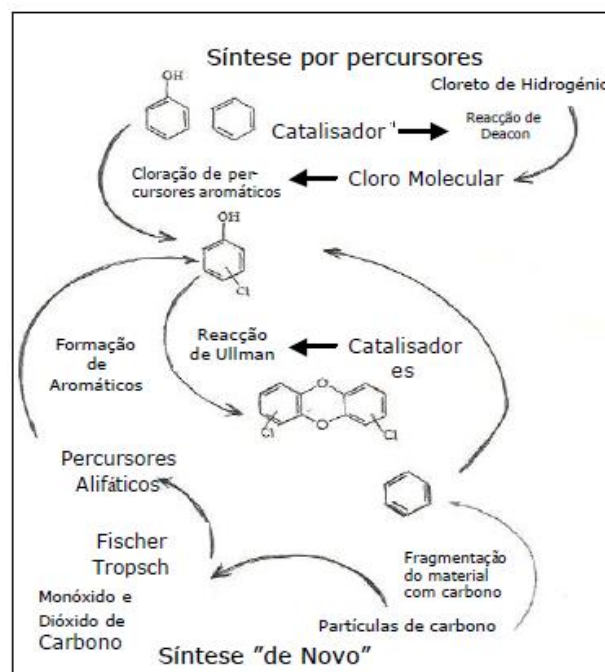 Síntese por percursores
OH
Cloreto de Hidrogénio
Catalisador
Reacção de
Deacon
Cloração de per-
cursores aromáticos
Cloro Molecular
OH
Cl
Formação
de
Aromáticos
Reacção
de Ullman
Catalisador
es
O
O
Cl
Cl
Percursores
Alifáticos
Fischer
Tropsch
Fragmentação
do material
com carbono
Monóxido e
Dióxido de
Carbono
Partículas de carbono
Síntese "de Novo"